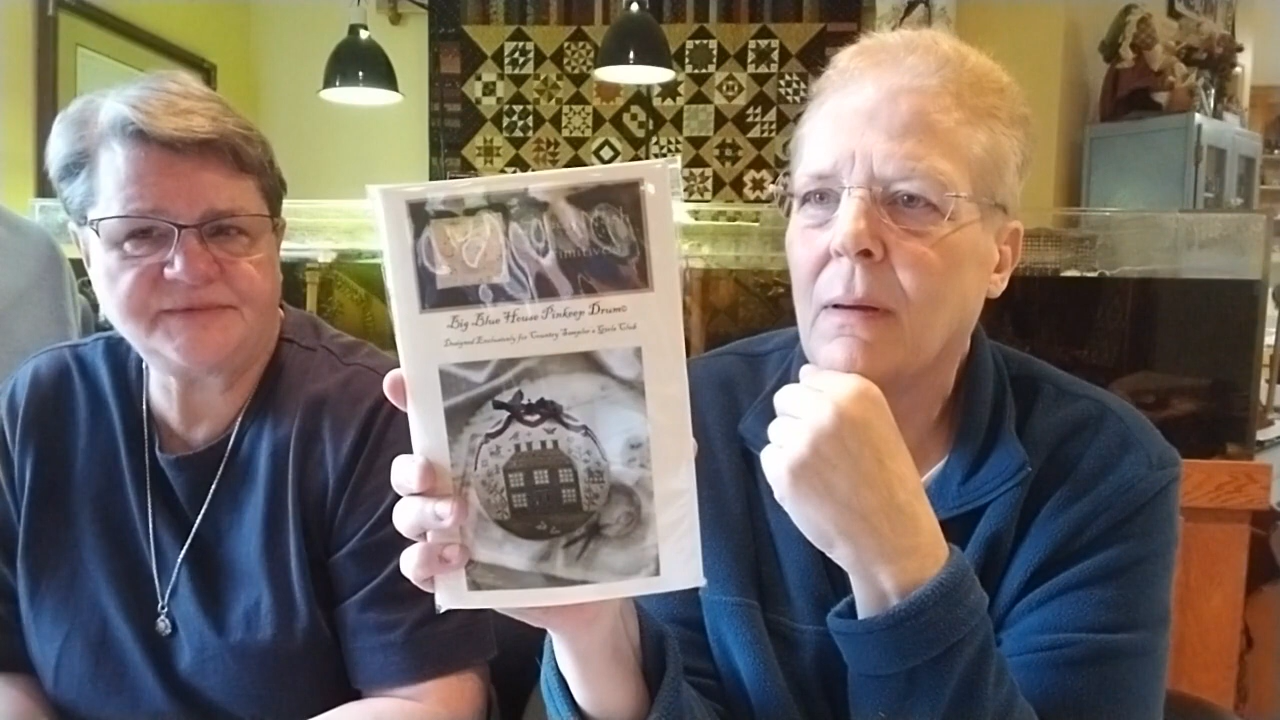 Big Blue House Pinkeep Drum©
Designed Exclusively for Country Sampler's Girls Club